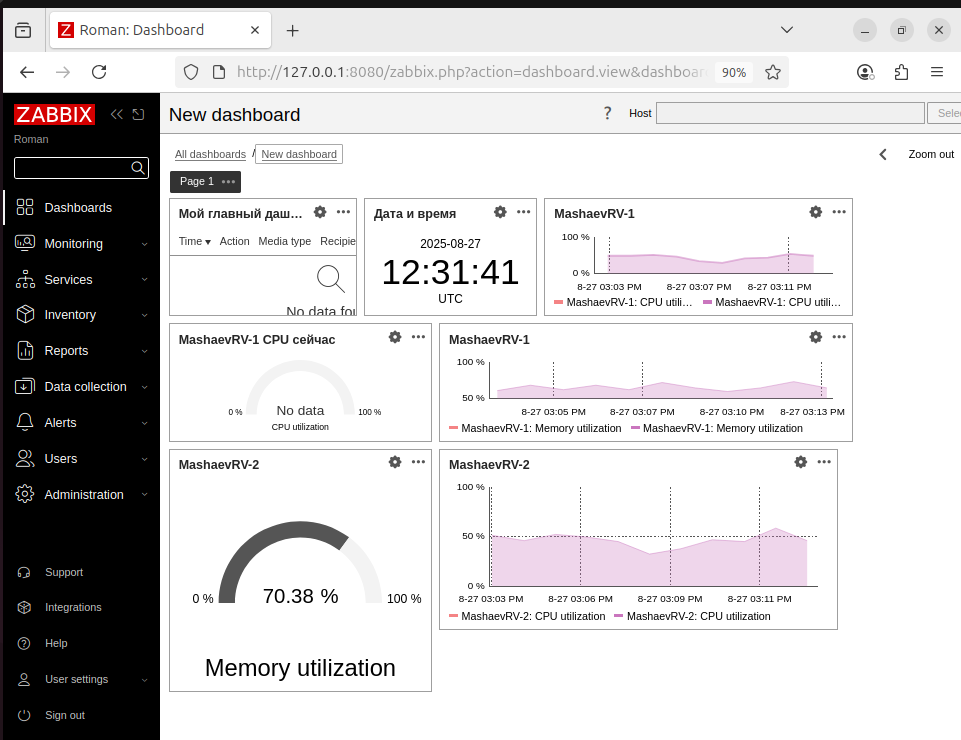 Z Roman: Dashboard
http://127.0.0.1:8080/zabbix.php?action=dashboard.view&dashboar
90%
ZABBIX
Roman
Dashboards
Monitoring
Services
Inventory
Reports
Data collection
Alerts
Users
Administration
Support
Integrations
Help
User settings
Sign out
New dashboard
? Host Selec
All dashboards / New dashboard
Zoom out
Page 1
Мой главный даш...
Time Action Media type Recipie
No data fou
Дата и время
2025-08-27
12:31:41
UTC
MashaevRV-1
100 %
0 %
8-27 03:03 PM 8-27 03:07 PM 8-27 03:11 PM
MashaevRV-1: CPU utili... MashaevRV-1: CPU utili...
MashaevRV-1 CPU сейчас
0 % No data 100 %
CPU utilization
MashaevRV-1
100 %
50 %
8-27 03:05 PM 8-27 03:07 PM 8-27 03:10 PM 8-27 03:13 PM
MashaevRV-1: Memory utilization MashaevRV-1: Memory utilization
MashaevRV-2
0 % 70.38 % 100 %
Memory utilization
MashaevRV-2
100 %
50 %
0 %
8-27 03:03 PM 8-27 03:06 PM 8-27 03:09 PM 8-27 03:11 PM
MashaevRV-2: CPU utilization MashaevRV-2: CPU utilization